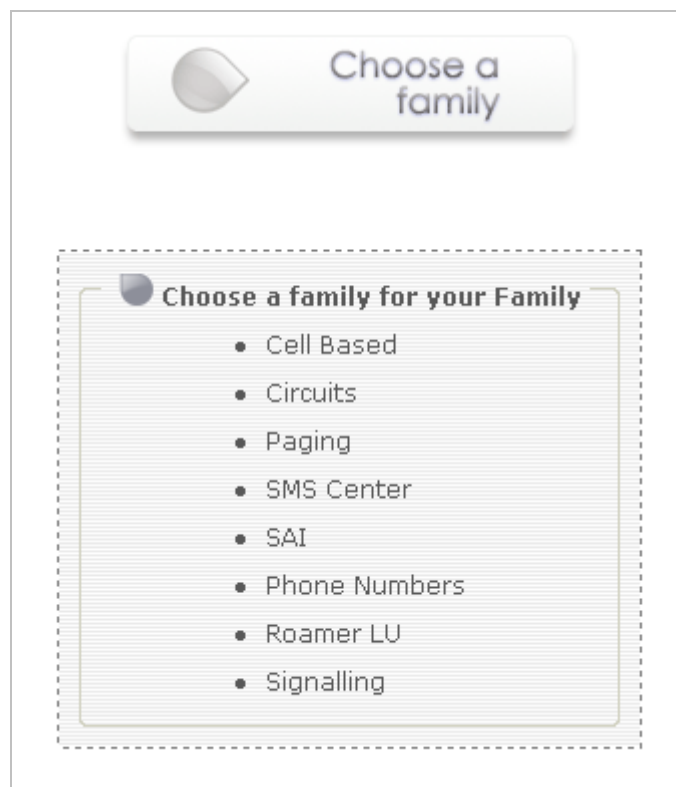 Choose a
family
Choose a family for your Family
Cell Based
Circuits
Paging
SMS Center
SAI
Phone Numbers
Roamer LU
Signalling